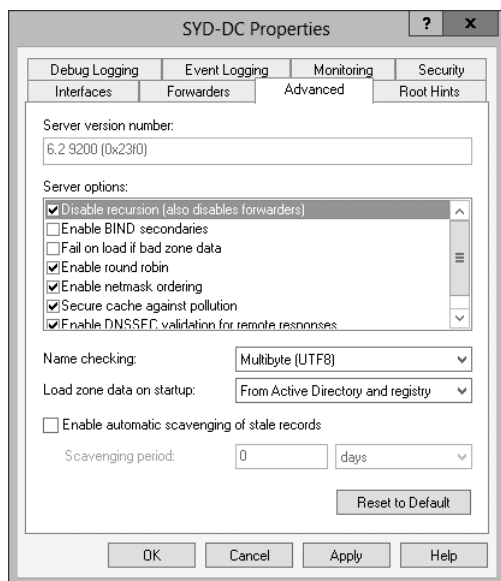 SYD-DC Properties
? x
Debug Logging Event Logging Monitoring Security
Interfaces Forwarders Advanced Root Hints
Server version number:
6.2 9200 (0x23f0)
Server options:
Disable recursion (also disables forwarders)
Enable BIND secondaries
Fail on load if bad zone data
Enable round robin
Enable netmask ordering
Secure cache against pollution
Enable DNSSEC validation for remote responses
Name checking: Multibyte (UTF8)
Load zone data on startup: From Active Directory and registry
Enable automatic scavenging of stale records
Scavenging period: 0 days
Reset to Default
OK Cancel Apply Help